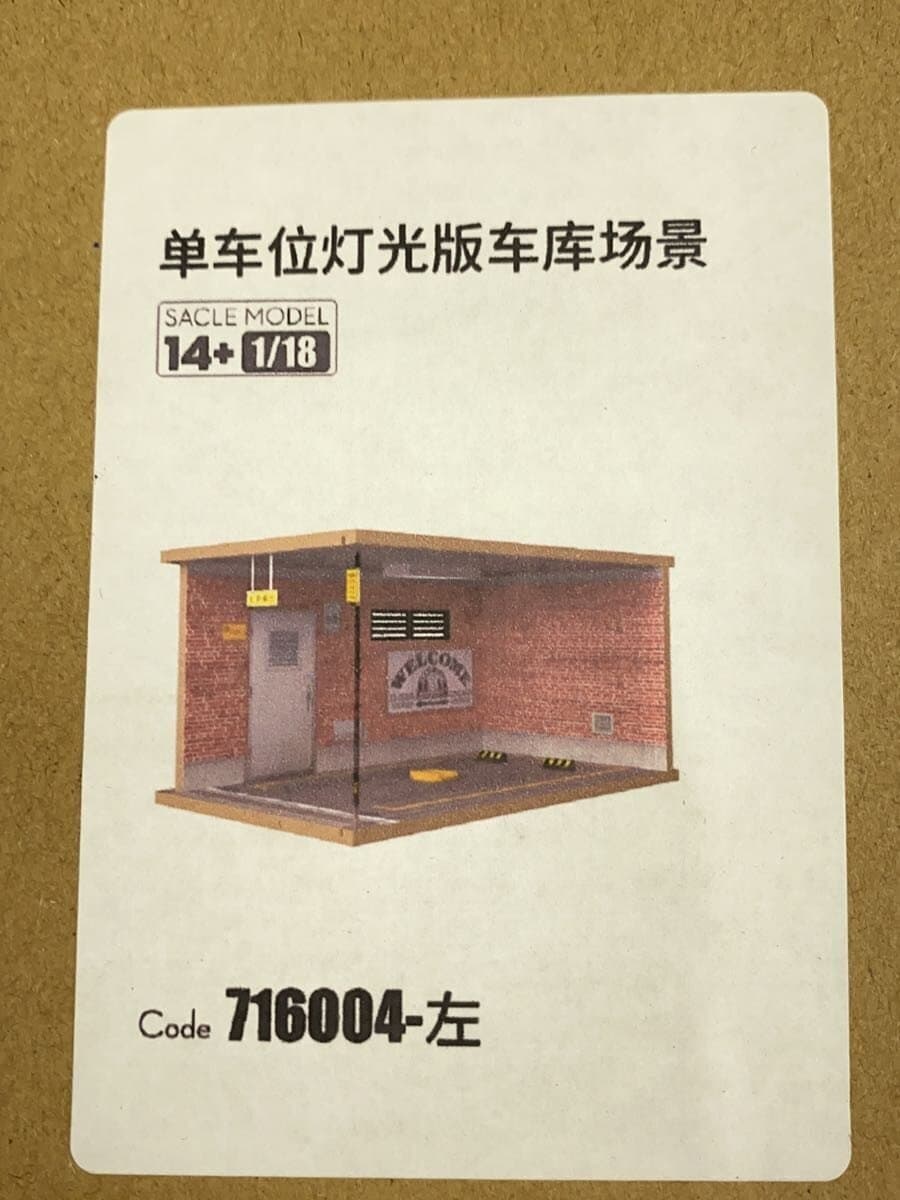 单车位灯光版车库场景
SACLE MODEL
14+ 1/18
WELCOME
Code 716004-左